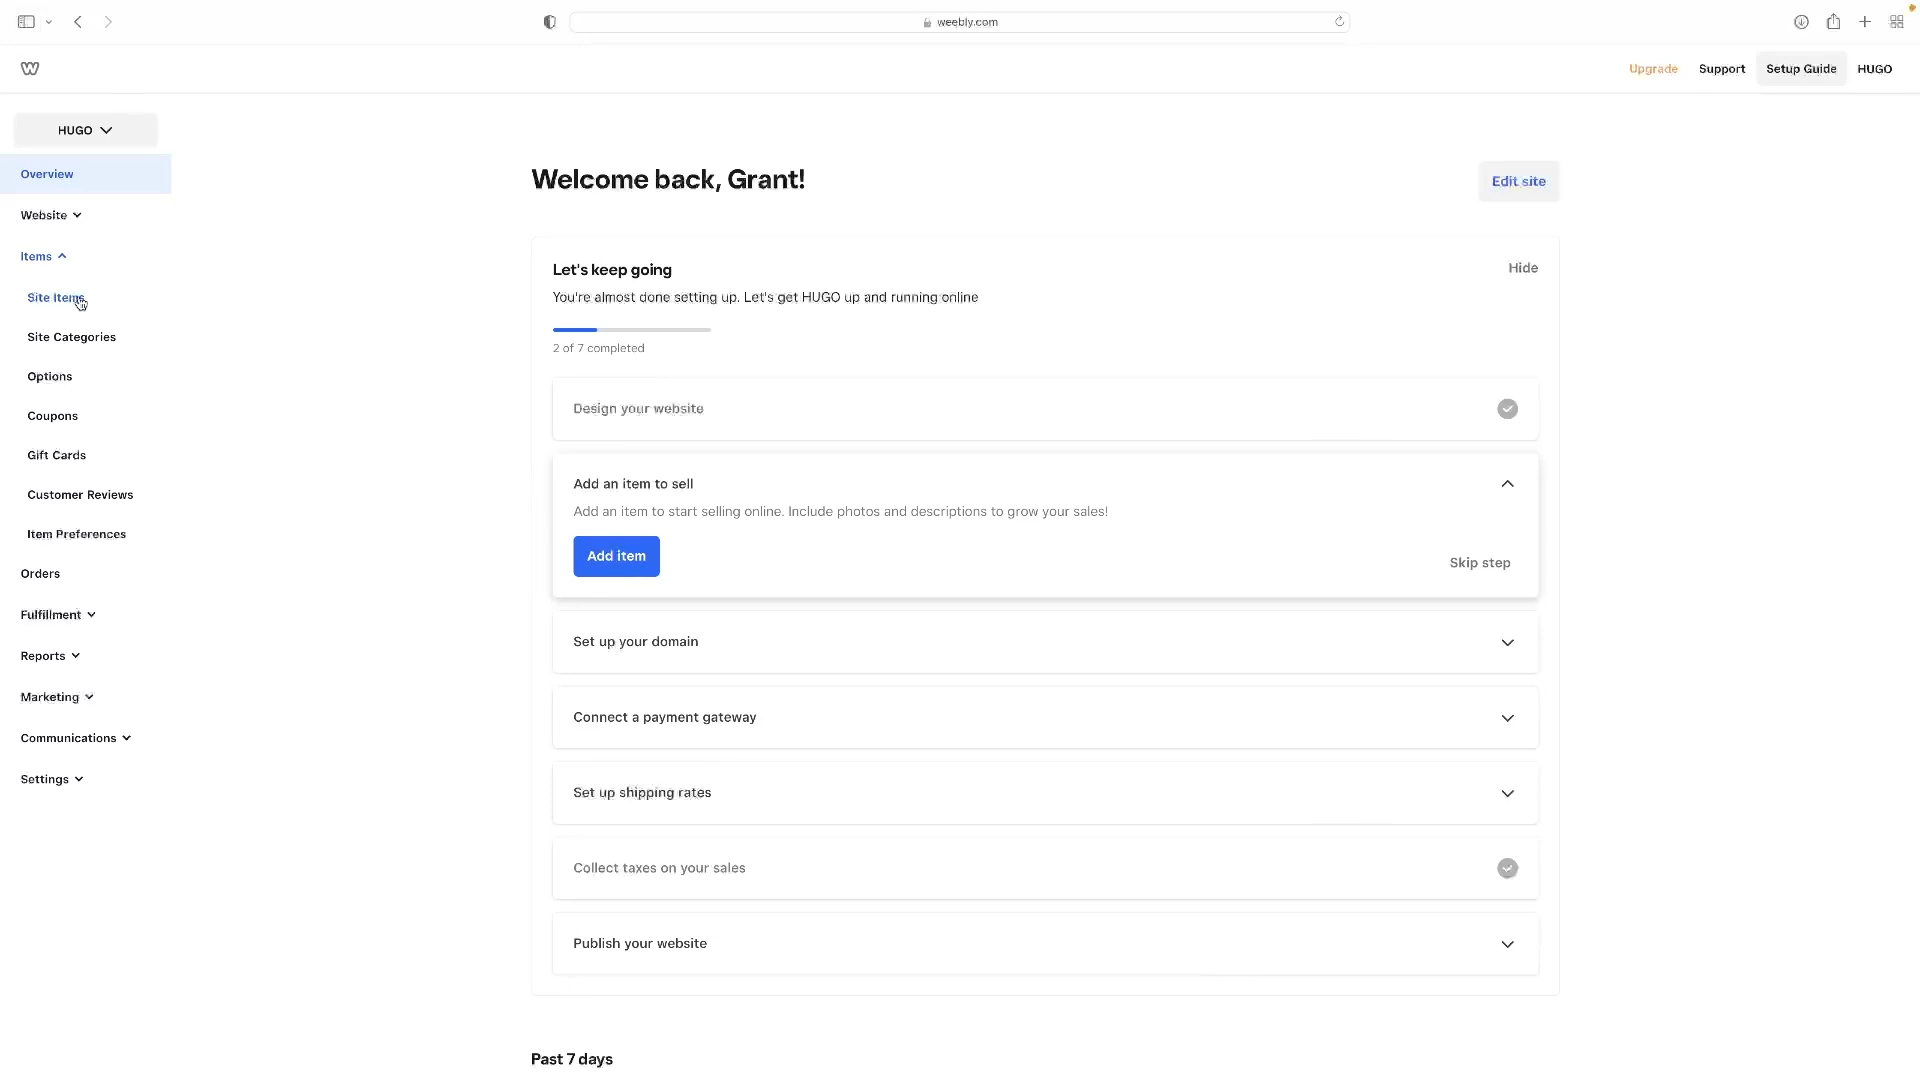 weebly.com
Upgrade
Support
Setup Guide
HUGO
HUGO
Overview
Website
Items
Site Items
Site Categories
Options
Coupons
Gift Cards
Customer Reviews
Item Preferences
Orders
Fulfillment
Reports
Marketing
Communications
Settings
Welcome back, Grant!
Edit site
Let's keep going
Hide
You're almost done setting up. Let's get HUGO up and running online
2 of 7 completed
Design your website
Add an item to sell
Add an item to start selling online. Include photos and descriptions to grow your sales!
Add item
Skip step
Set up your domain
Connect a payment gateway
Set up shipping rates
Collect taxes on your sales
Publish your website
Past 7 days